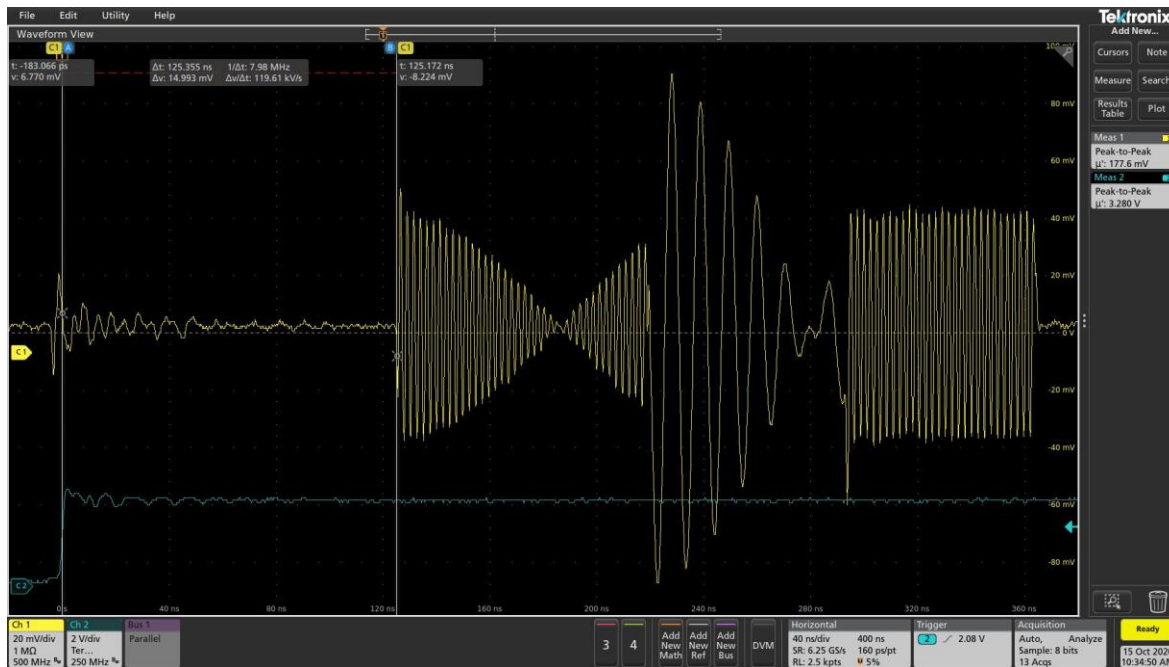 File Edit Utility Help
Tektronix
Waveform View
Add New...
C1 A
B C1
t: -183.066 ps
v: 6.770 mV
Δt: 125.355 ns 1/Δt: 7.98 MHz
Δv: 14.993 mV Δv/Δt: 119.61 kV/s
t: 125.172 ns
v: -8.224 mV
100 mV
80 mV
60 mV
40 mV
20 mV
0 V
-20 mV
-40 mV
-60 mV
-80 mV
C1
C2
0 s 40 ns 80 ns 120 ns 160 ns 200 ns 240 ns 280 ns 320 ns 360 ns
Cursors Note
Measure Search
Results Table Plot
Meas 1
Peak-to-Peak
µ': 177.6 mV
Meas 2
Peak-to-Peak
µ': 3.280 V
Ch 1
20 mV/div
1 MΩ
500 MHz
Ch 2
2 V/div
Ter...
250 MHz
Bus 1
Parallel
3 4
Add New Math
Add New Ref
Add New Bus
DVM
Horizontal
40 ns/div 400 ns
SR: 6.25 GS/s 160 ps/pt
RL: 2.5 kpts 5%
Trigger
2 2.08 V
Acquisition
Auto, Analyze
Sample: 8 bits
13 Acqs
Ready
15 Oct 202
10:34:5